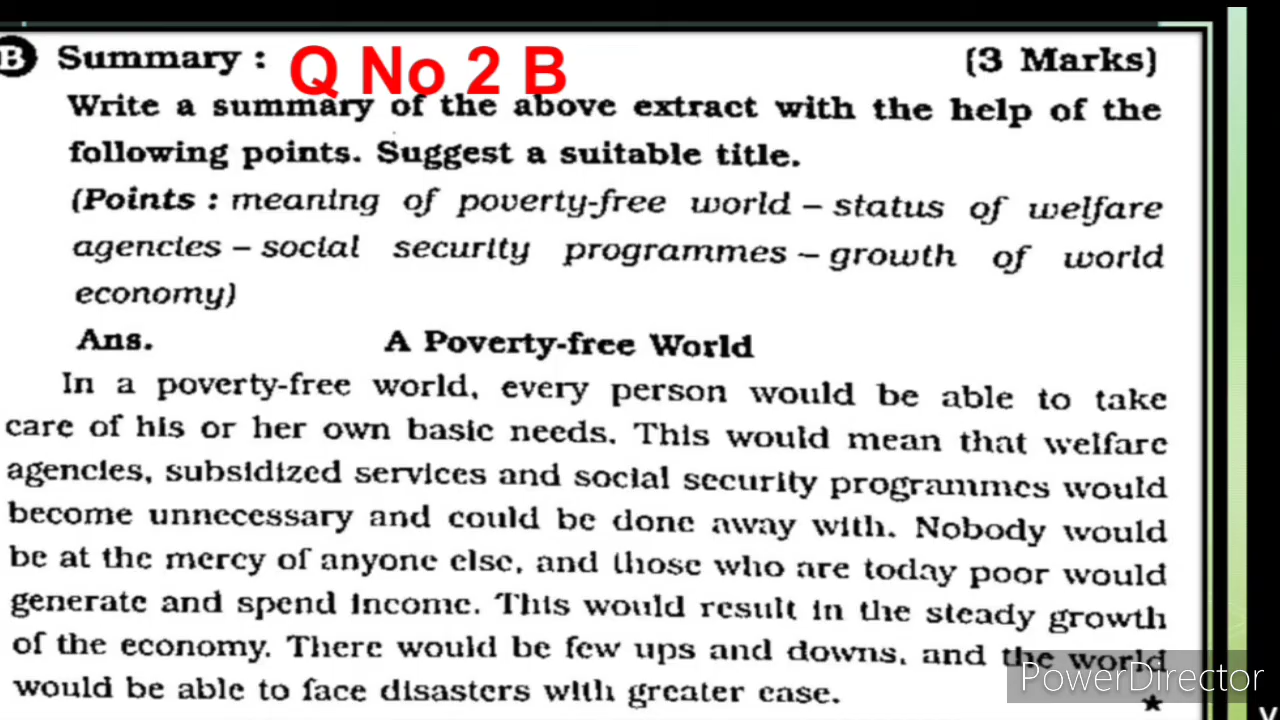 B Summary : Q No 2 B (3 Marks)
Write a summary of the above extract with the help of the
following points. Suggest a suitable title.
(Points : meaning of poverty-free world – status of welfare
agencies – social security programmes – growth of world
economy)
Ans. A Poverty-free World
In a poverty-free world, every person would be able to take
care of his or her own basic needs. This would mean that welfare
agencies, subsidized services and social security programmes would
become unnecessary and could be done away with. Nobody would
be at the mercy of anyone else, and those who are today poor would
generate and spend income. This would result in the steady growth
of the economy. There would be few ups and downs, and the world
would be able to face disasters with greater ease.
PowerDirector